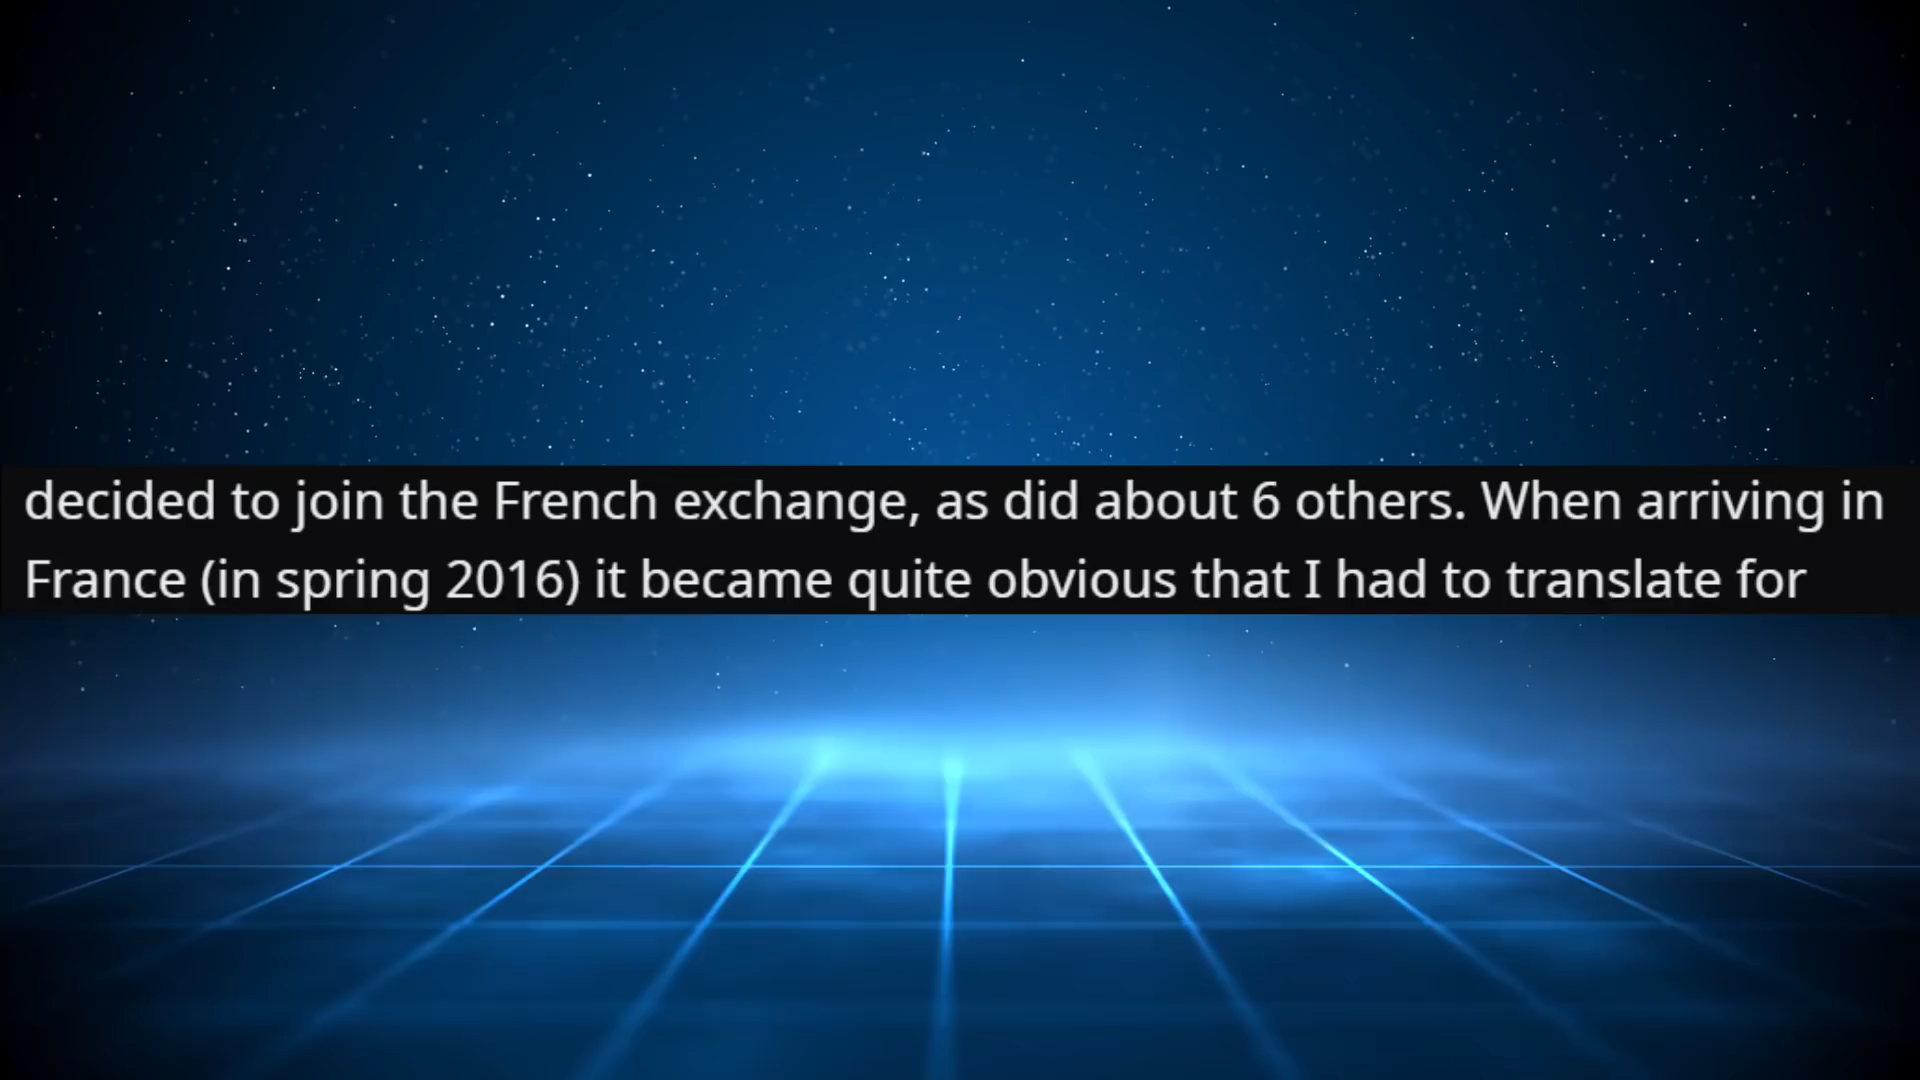 decided to join the French exchange, as did about 6 others. When arriving in
France (in spring 2016) it became quite obvious that I had to translate for